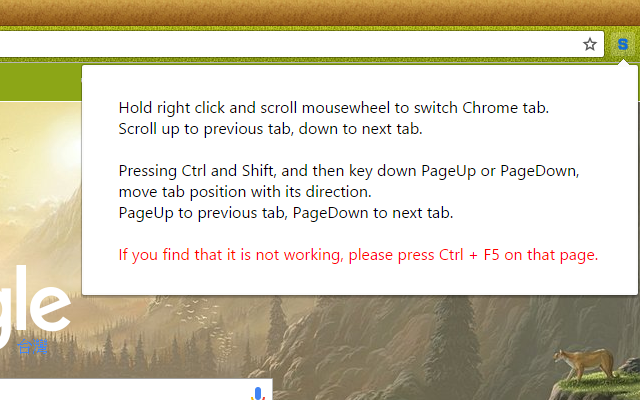 S
Hold right click and scroll mousewheel to switch Chrome tab.
Scroll up to previous tab, down to next tab.
Pressing Ctrl and Shift, and then key down PageUp or PageDown,
move tab position with its direction.
PageUp to previous tab, PageDown to next tab.
If you find that it is not working, please press Ctrl + F5 on that page.
gle